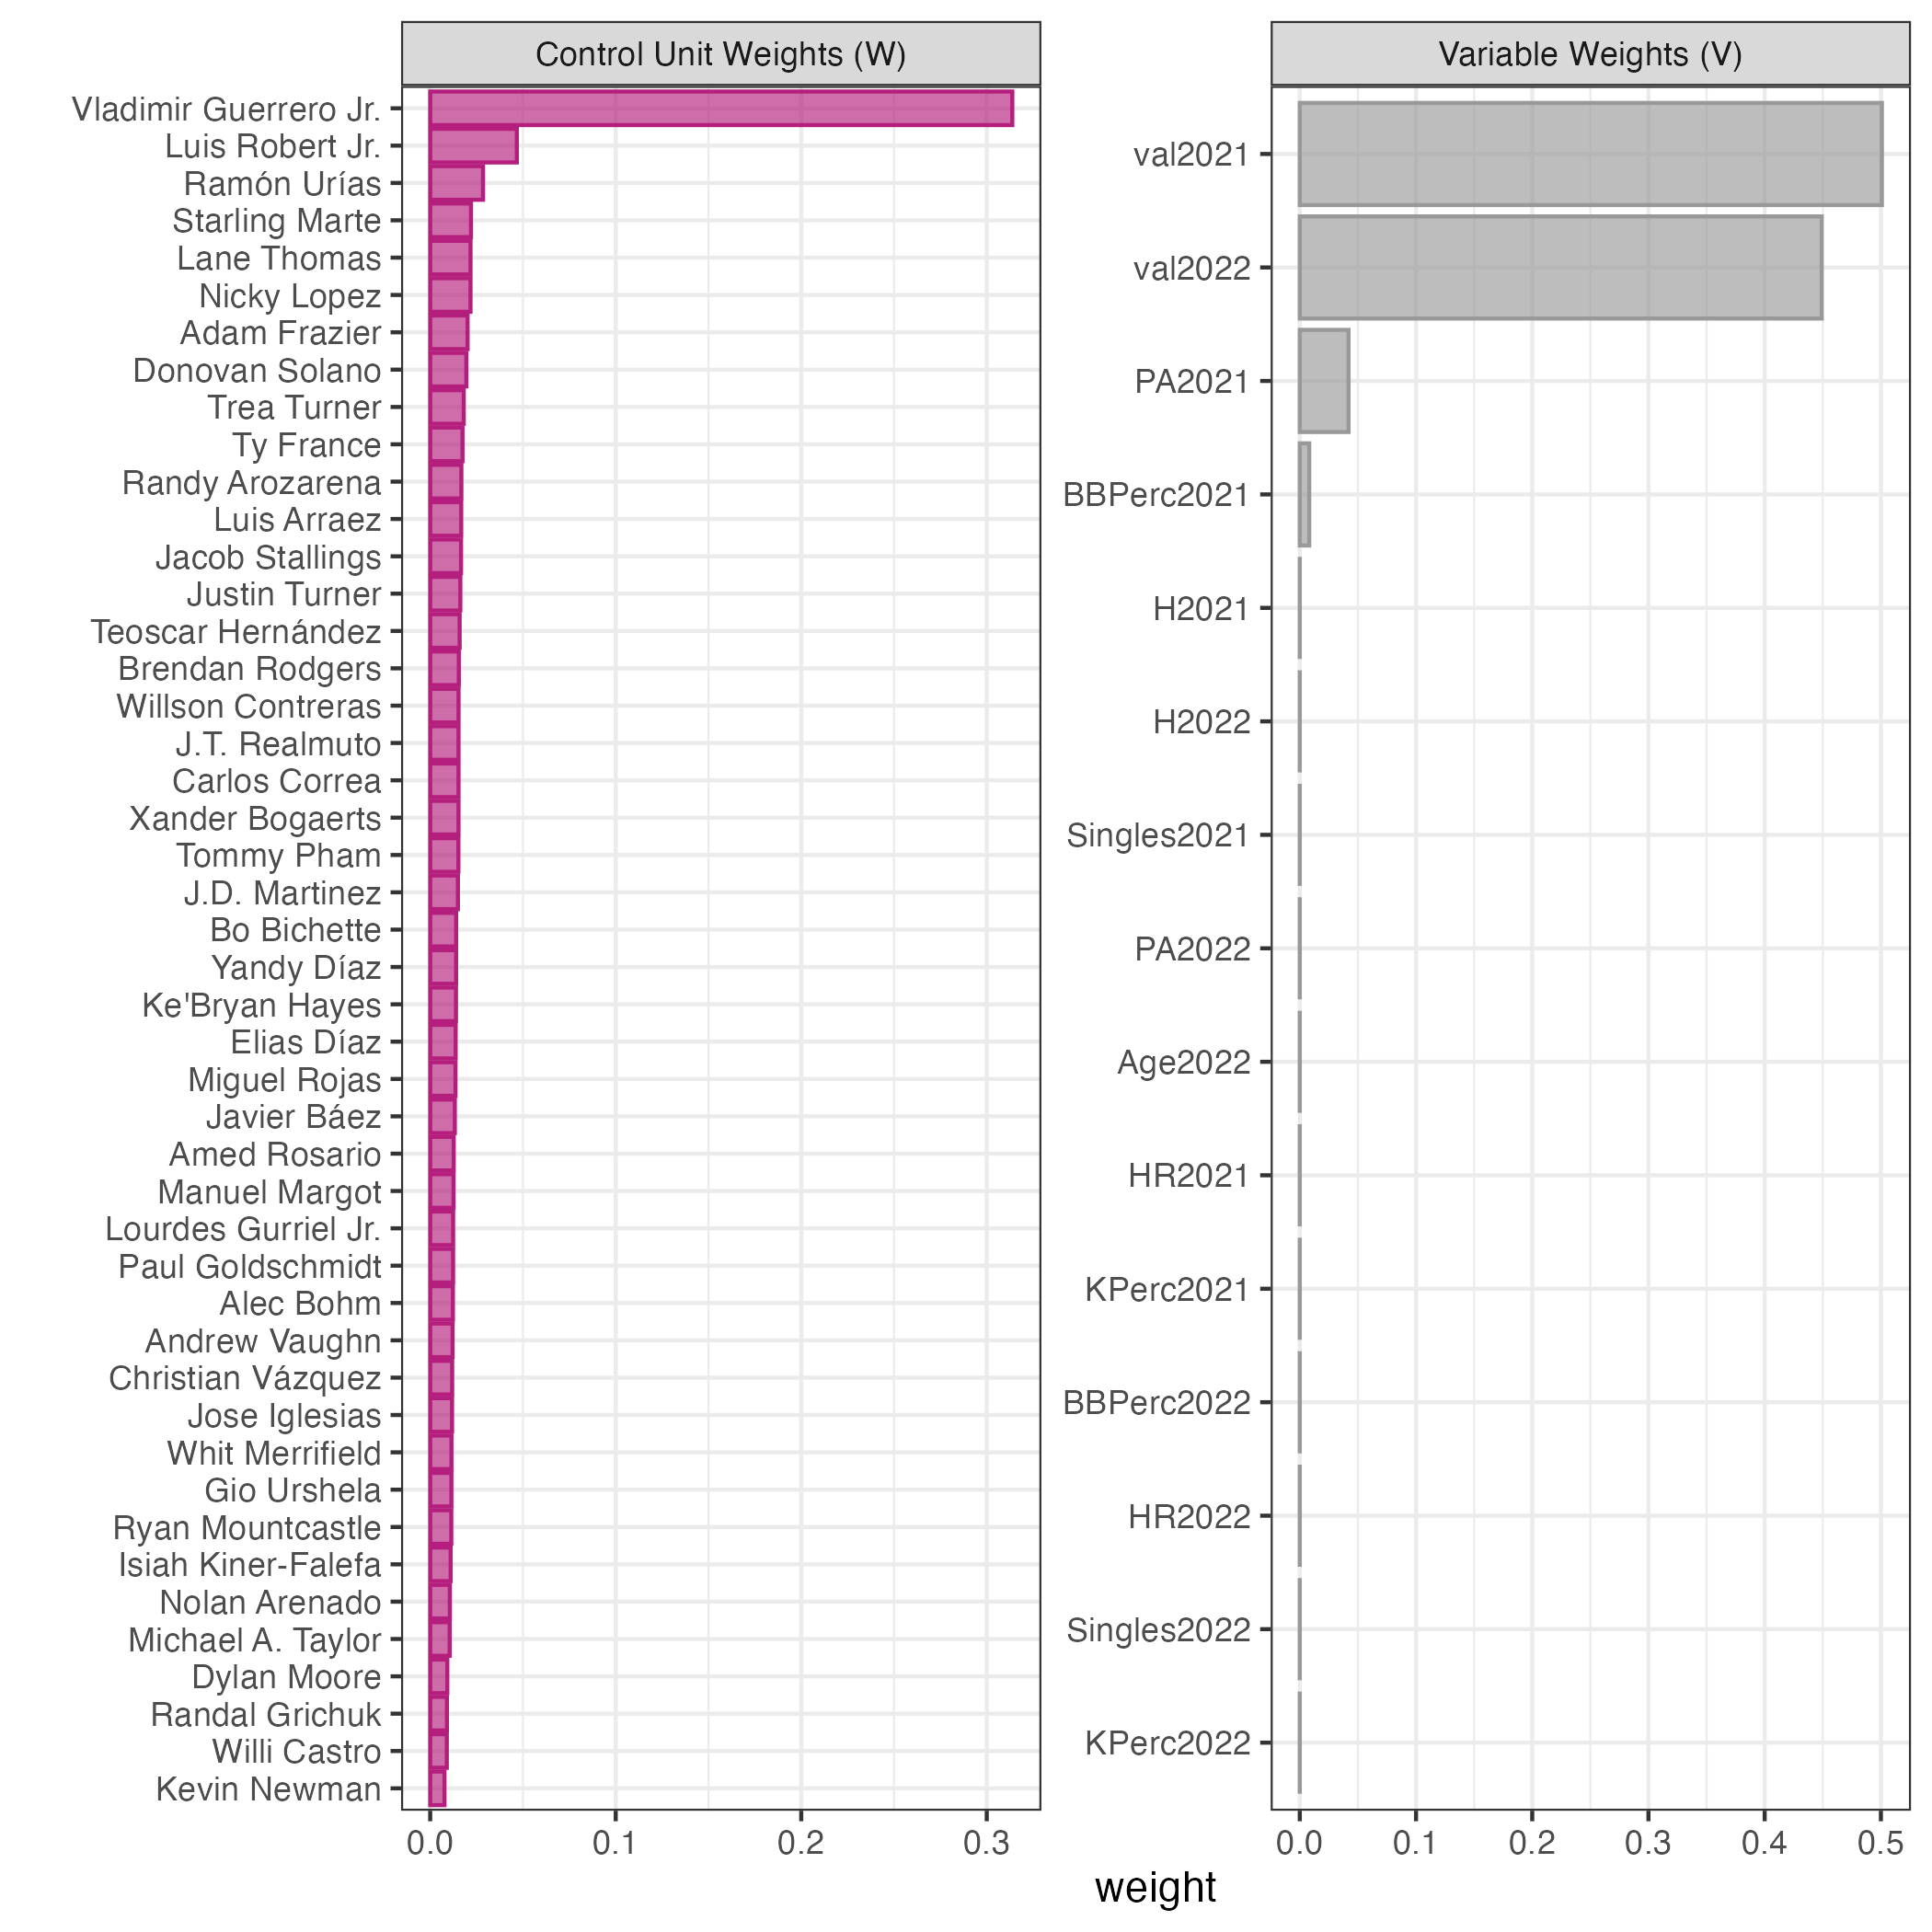 Control Unit Weights (W)
Vladimir Guerrero Jr.
Luis Robert Jr.
Ramón Urías
Starling Marte
Lane Thomas
Nicky Lopez
Adam Frazier
Donovan Solano
Trea Turner
Ty France
Randy Arozarena
Luis Arraez
Jacob Stallings
Justin Turner
Teoscar Hernández
Brendan Rodgers
Willson Contreras
J.T. Realmuto
Carlos Correa
Xander Bogaerts
Tommy Pham
J.D. Martinez
Bo Bichette
Yandy Díaz
Ke'Bryan Hayes
Elias Díaz
Miguel Rojas
Javier Báez
Amed Rosario
Manuel Margot
Lourdes Gurriel Jr.
Paul Goldschmidt
Alec Bohm
Andrew Vaughn
Christian Vázquez
Jose Iglesias
Whit Merrifield
Gio Urshela
Ryan Mountcastle
Isiah Kiner-Falefa
Nolan Arenado
Michael A. Taylor
Dylan Moore
Randal Grichuk
Willi Castro
Kevin Newman
0.0 0.1 0.2 0.3
Variable Weights (V)
val2021
val2022
PA2021
BBPerc2021
H2021
H2022
Singles2021
PA2022
Age2022
HR2021
KPerc2021
BBPerc2022
HR2022
Singles2022
KPerc2022
0.0 0.1 0.2 0.3 0.4 0.5
weight